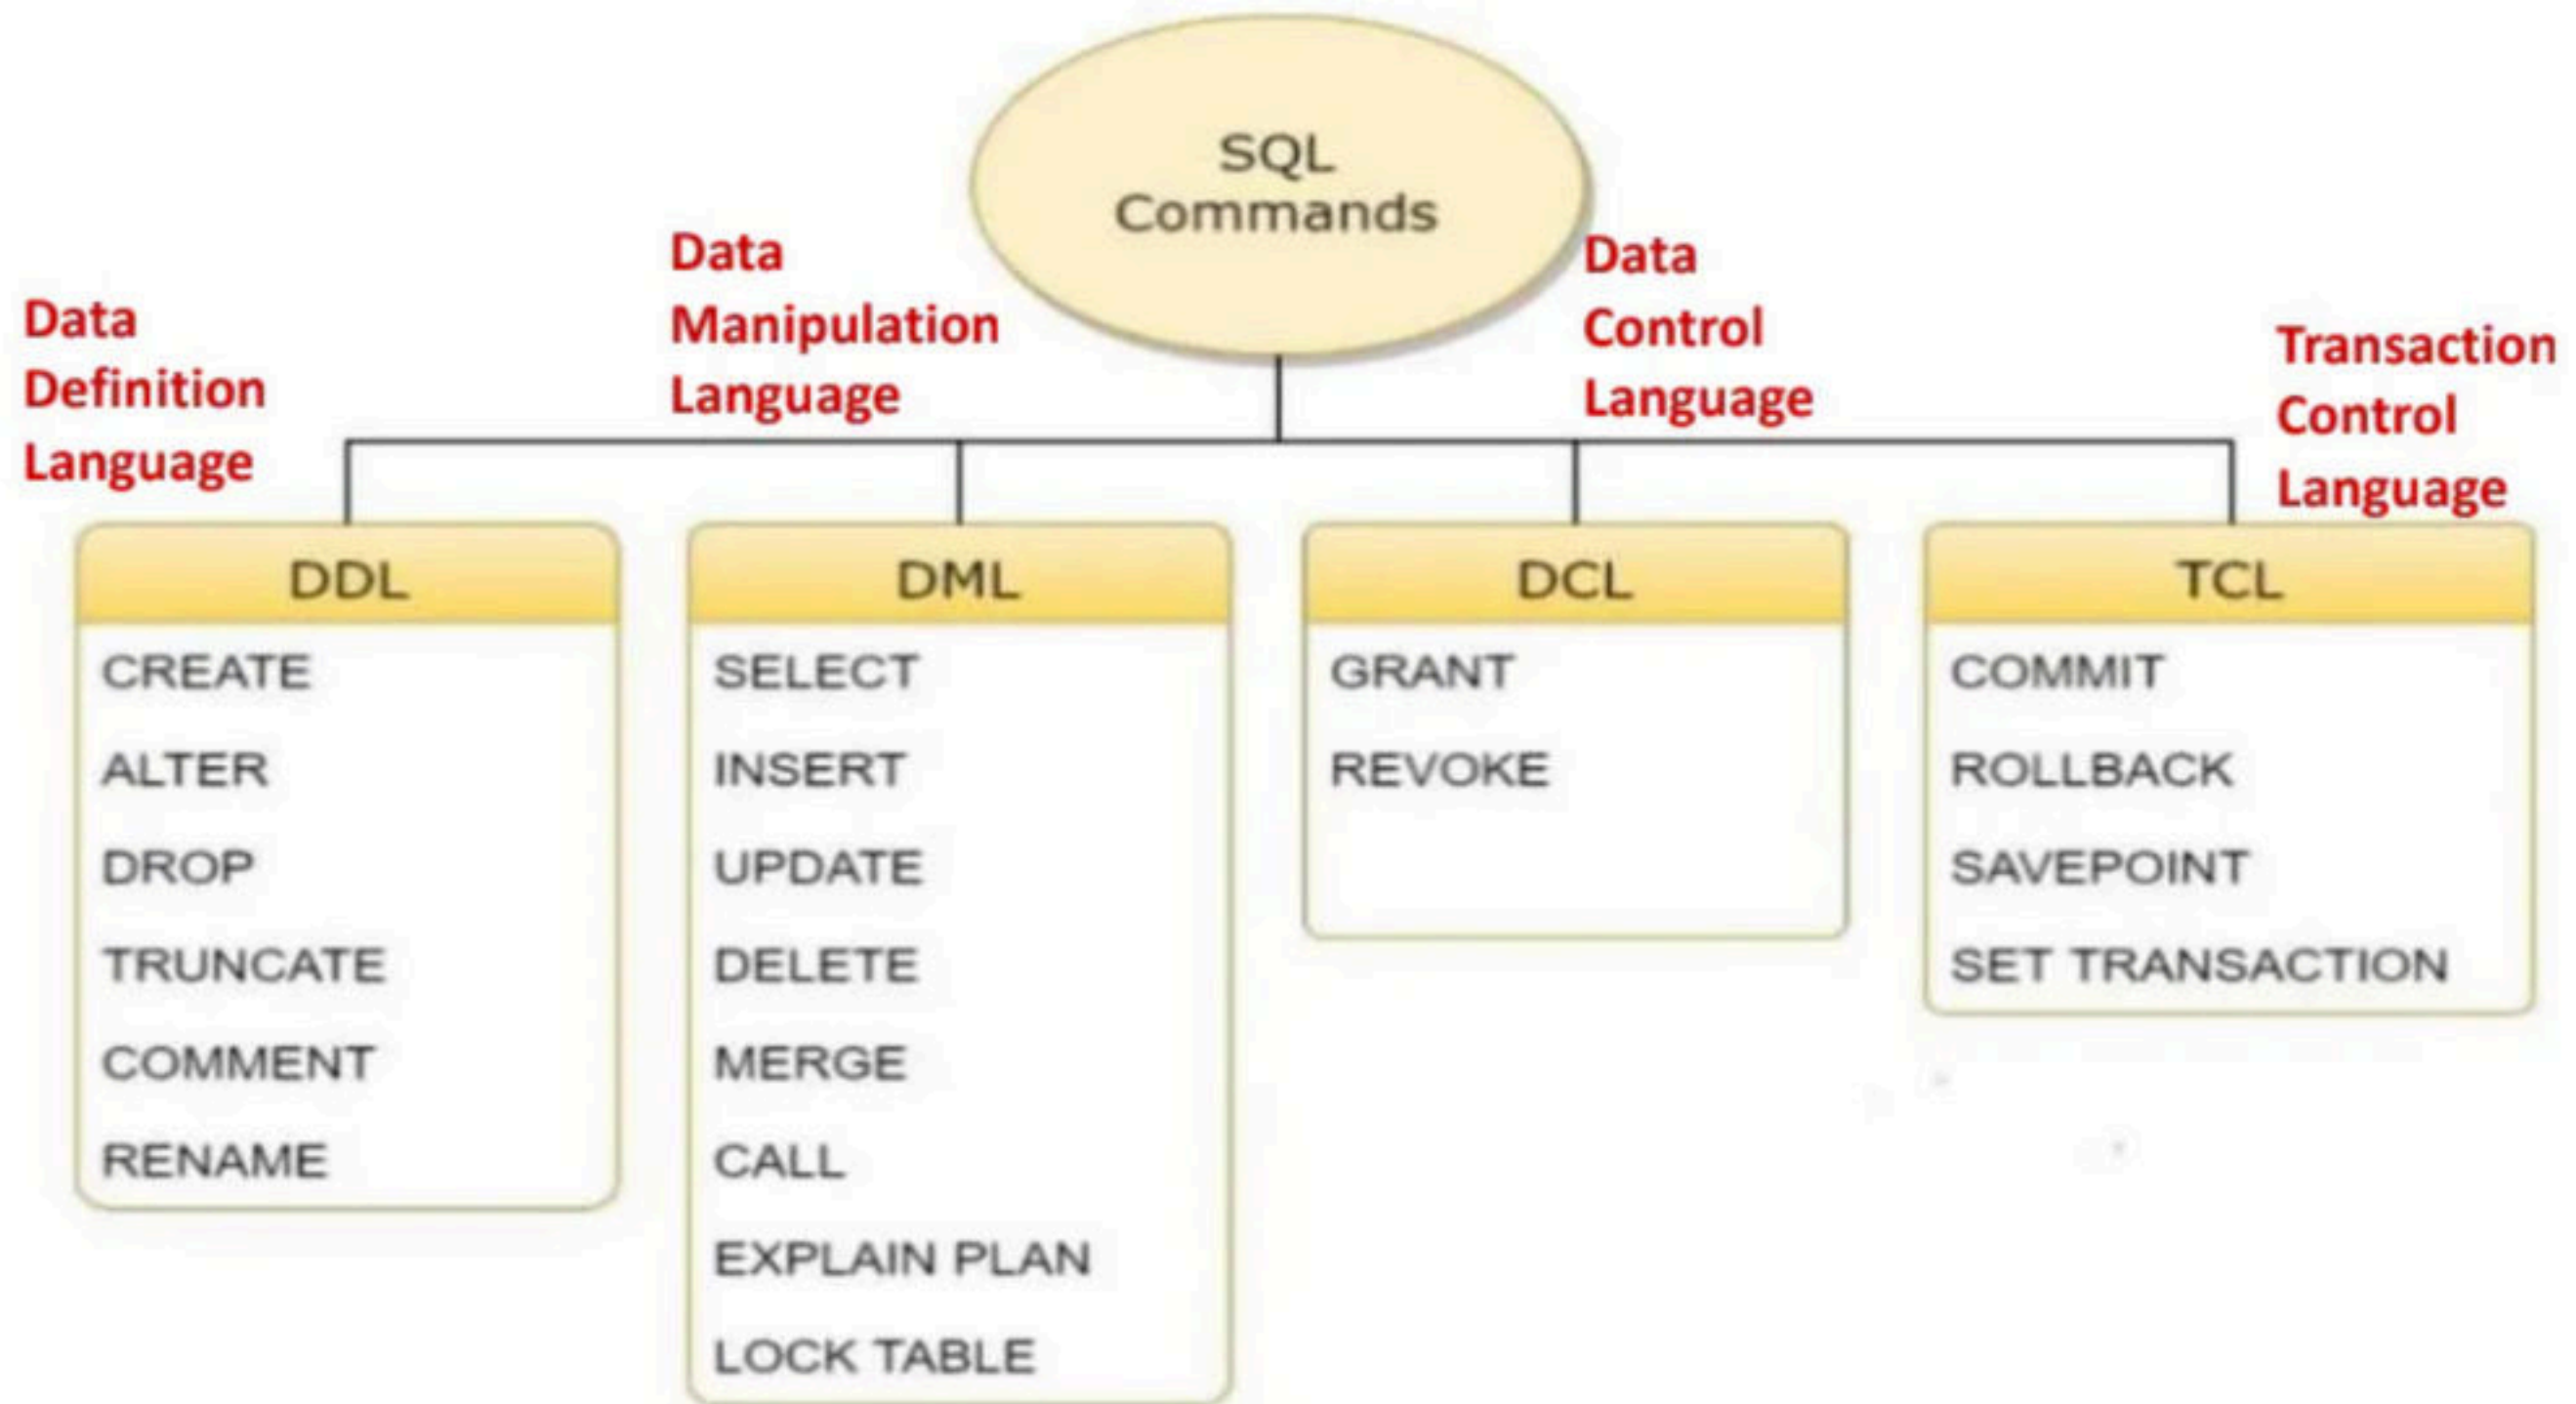 SQL
Commands
Data
Definition
Language
Data
Manipulation
Language
Data
Control
Language
Transaction
Control
Language
DDL
CREATE
ALTER
DROP
TRUNCATE
COMMENT
RENAME
DML
SELECT
INSERT
UPDATE
DELETE
MERGE
CALL
EXPLAIN PLAN
LOCK TABLE
DCL
GRANT
REVOKE
TCL
COMMIT
ROLLBACK
SAVEPOINT
SET TRANSACTION